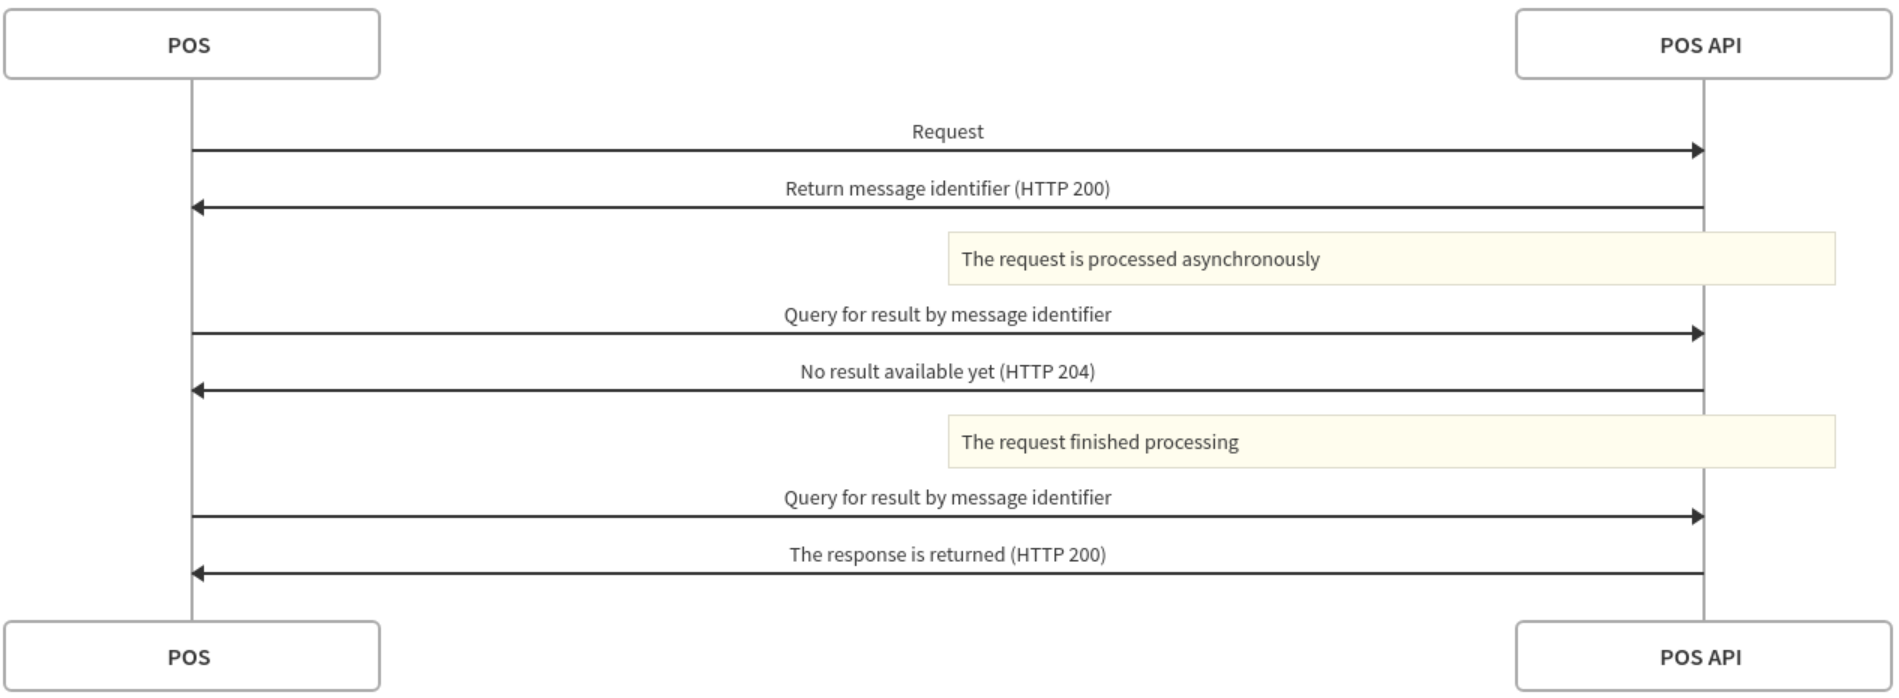 POS
POS API
Request
Return message identifier (HTTP 200)
The request is processed asynchronously
Query for result by message identifier
No result available yet (HTTP 204)
The request finished processing
Query for result by message identifier
The response is returned (HTTP 200)
POS
POS API